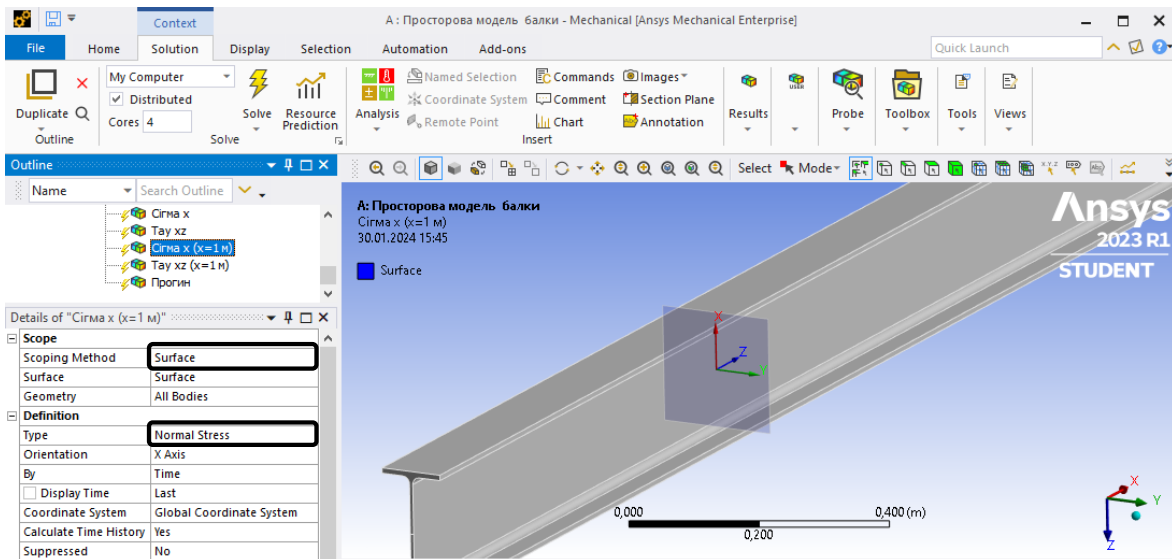 Context
А : Просторова модель балки - Mechanical [Ansys Mechanical Enterprise]
File Home Solution Display Selection Automation Add-ons Quick Launch
Duplicate
Outline
My Computer
Distributed
Cores 4
Solve
Resource Prediction
Solve
Analysis
Named Selection
Coordinate System
Remote Point
Commands
Comment
Chart
Images
Section Plane
Annotation
Insert
Results
USER
Probe
Toolbox
Tools
Views
Outline
Name Search Outline
Select Mode
Сігма x
Тау xz
Сігма x (x=1 м)
Тау xz (x=1 м)
Прогин
Details of "Сігма x (x=1 м)"
Scope
Scoping Method Surface
Surface Surface
Geometry All Bodies
Definition
Type Normal Stress
Orientation X Axis
By Time
Display Time Last
Coordinate System Global Coordinate System
Calculate Time History Yes
Suppressed No
А: Просторова модель балки
Сігма x (x=1 м)
30.01.2024 15:45
Surface
Ansys
2023 R1
STUDENT
X
Z
0,000 0,400 (m)
0,200
X
Y
Z